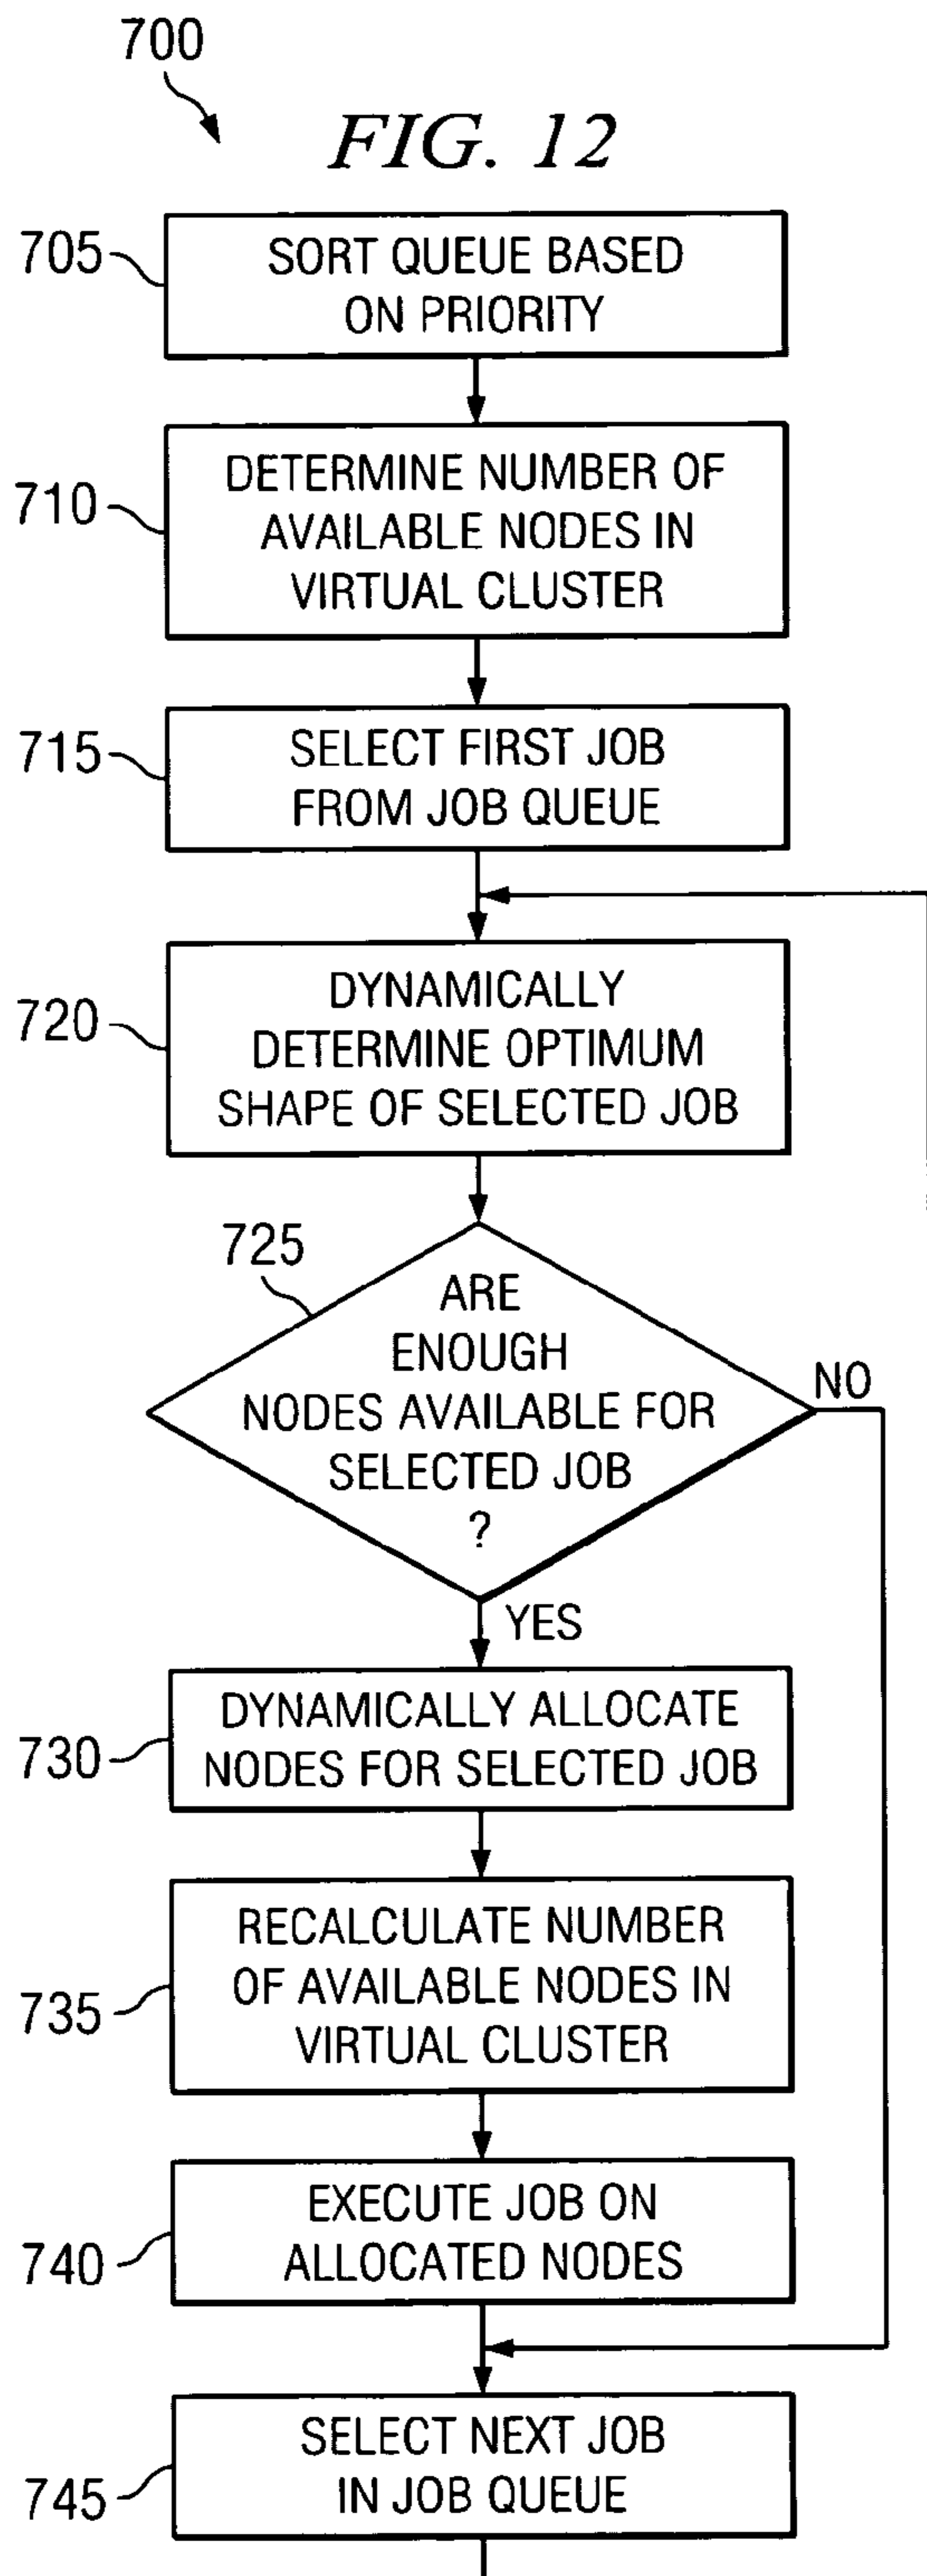 700
FIG. 12
705
SORT QUEUE BASED
ON PRIORITY
710
DETERMINE NUMBER OF
AVAILABLE NODES IN
VIRTUAL CLUSTER
715
SELECT FIRST JOB
FROM JOB QUEUE
720
DYNAMICALLY
DETERMINE OPTIMUM
SHAPE OF SELECTED JOB
725
ARE
ENOUGH
NODES AVAILABLE FOR
SELECTED JOB
?
NO
YES
730
DYNAMICALLY ALLOCATE
NODES FOR SELECTED JOB
735
RECALCULATE NUMBER
OF AVAILABLE NODES IN
VIRTUAL CLUSTER
740
EXECUTE JOB ON
ALLOCATED NODES
745
SELECT NEXT JOB
IN JOB QUEUE